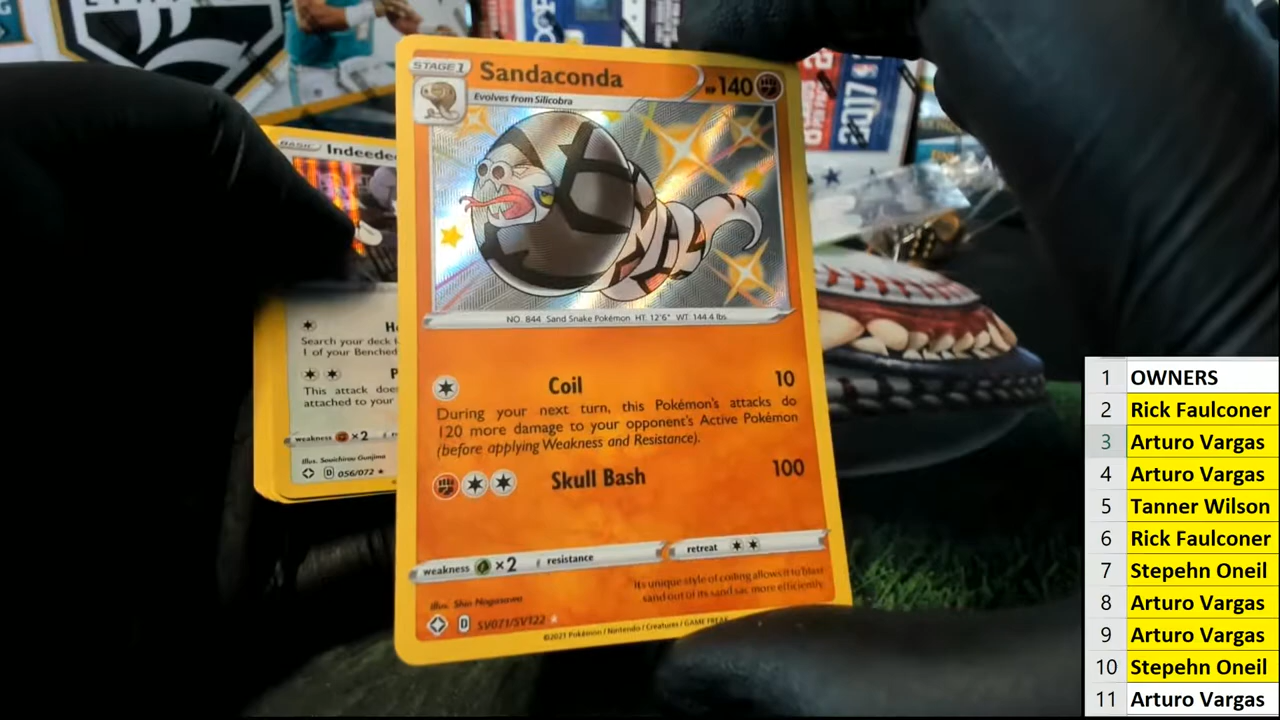 STAGE 1
Sandaconda
HP 140
Evolves from Silicobra
NO. 844 Sand Snake Pokémon HT: 12'6" WT: 144.4 lbs.
Coil 10
During your next turn, this Pokémon's attacks do
120 more damage to your opponent's Active Pokémon
(before applying Weakness and Resistance).
Skull Bash 100
weakness ×2 resistance
retreat
Its unique style of coiling allows it to blast
sand out of its sand sac more efficiently.
Illus. Shin Nagasawa
D SV071/SV122
©2021 Pokémon / Nintendo / Creatures / GAME FREAK
BASIC
Indeede
Search your deck
1 of your Benched
This attack doe
attached to your
weakness ×2
Illus. Souichirou Gunjima
D 056/072
2017
1 OWNERS
2 Rick Faulconer
3 Arturo Vargas
4 Arturo Vargas
5 Tanner Wilson
6 Rick Faulconer
7 Stepehn Oneil
8 Arturo Vargas
9 Arturo Vargas
10 Stepehn Oneil
11 Arturo Vargas